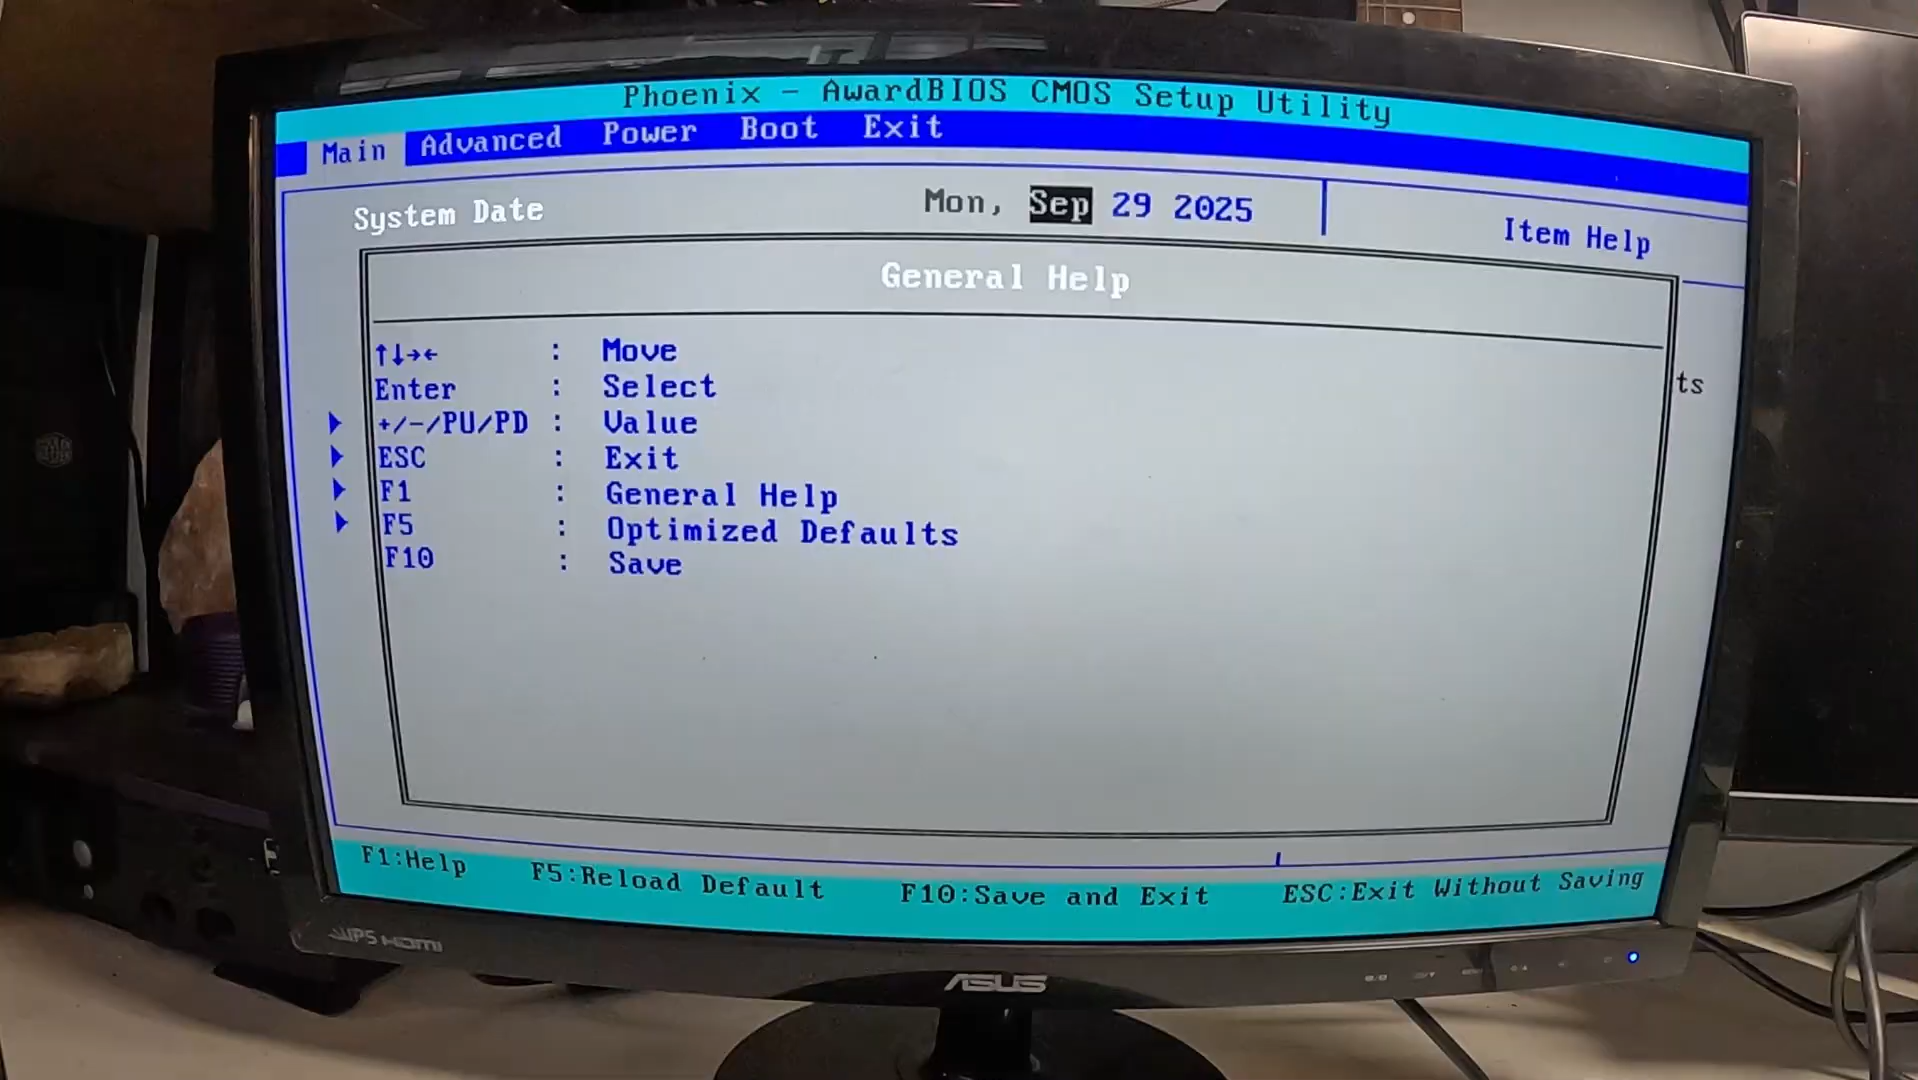 Phoenix - AwardBIOS CMOS Setup Utility
Main Advanced Power Boot Exit
System Date Mon, Sep 29 2025 Item Help
General Help
↑↓→← : Move
ts
Enter : Select
+/-/PU/PD : Value
ESC : Exit
F1 : General Help
F5 : Optimized Defaults
F10 : Save
F1:Help F5:Reload Default F10:Save and Exit ESC:Exit Without Saving
HDMI
ASUS